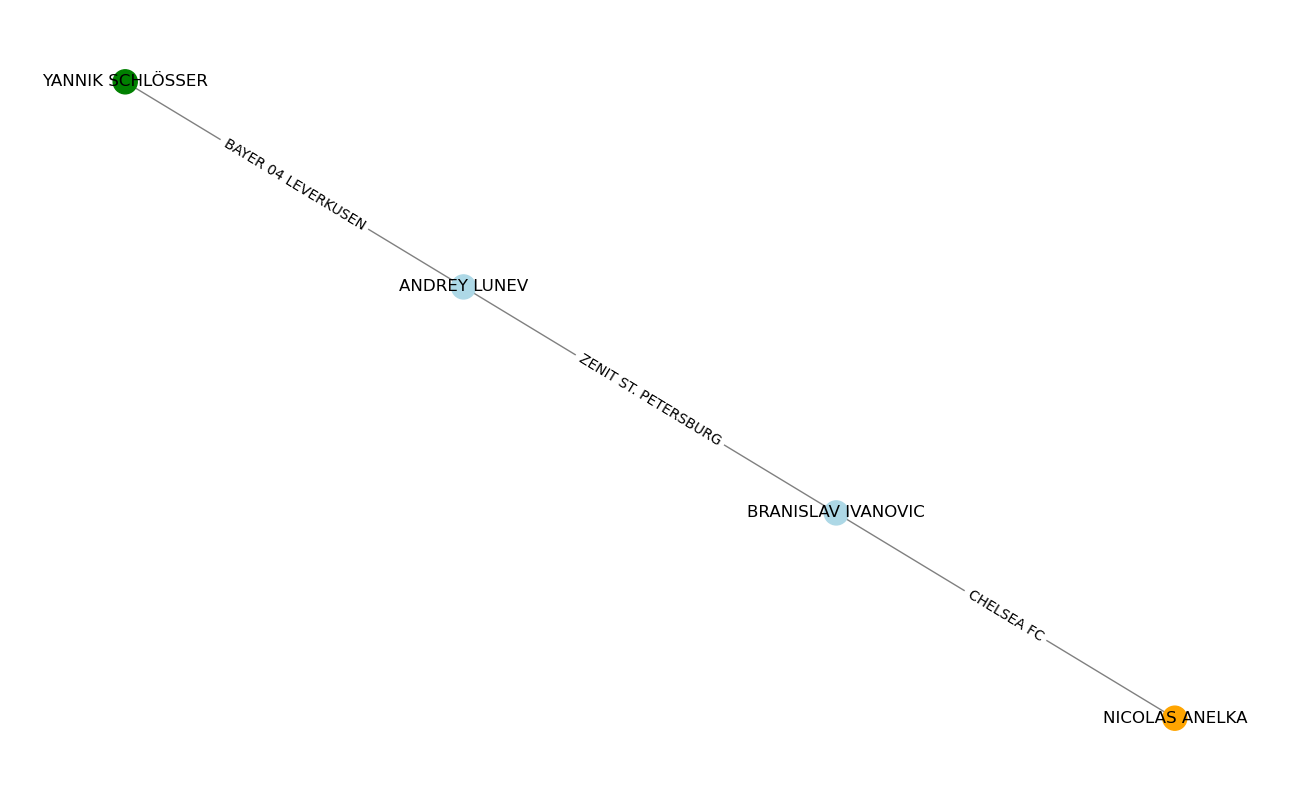 YANNIK SCHLÖSSER
BAYER 04 LEVERKUSEN
ANDREY LUNEV
ZENIT ST. PETERSBURG
BRANISLAV IVANOVIC
CHELSEA FC
NICOLAS ANELKA